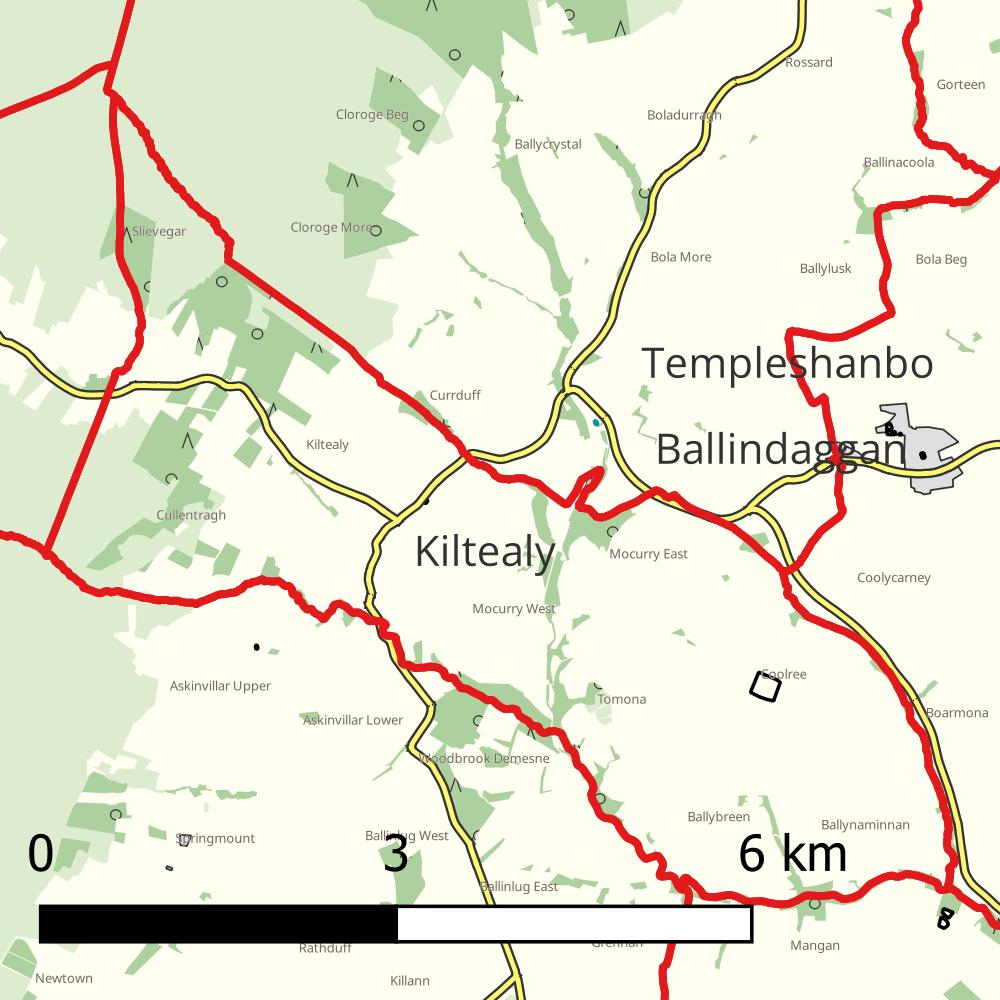 Rossard
Gorteen
Cloroge Beg
Boladurragh
Ballycrystal
Ballinacoola
Slievegar
Cloroge More
Bola More
Bola Beg
Ballylusk
Templeshanbo
Currduff
Kiltealy
Ballindaggan
Cullentragh
Kiltealy
Mocurry East
Coolycarney
Mocurry West
Coolree
Askinvillar Upper
Tomona
Boarmona
Askinvillar Lower
Woodbrook Demesne
Ballybreen
Ballynaminnan
Springmount
Ballinlug West
0 3 6 km
Ballinlug East
Grennan
Rathduff
Mangan
Newtown
Killann